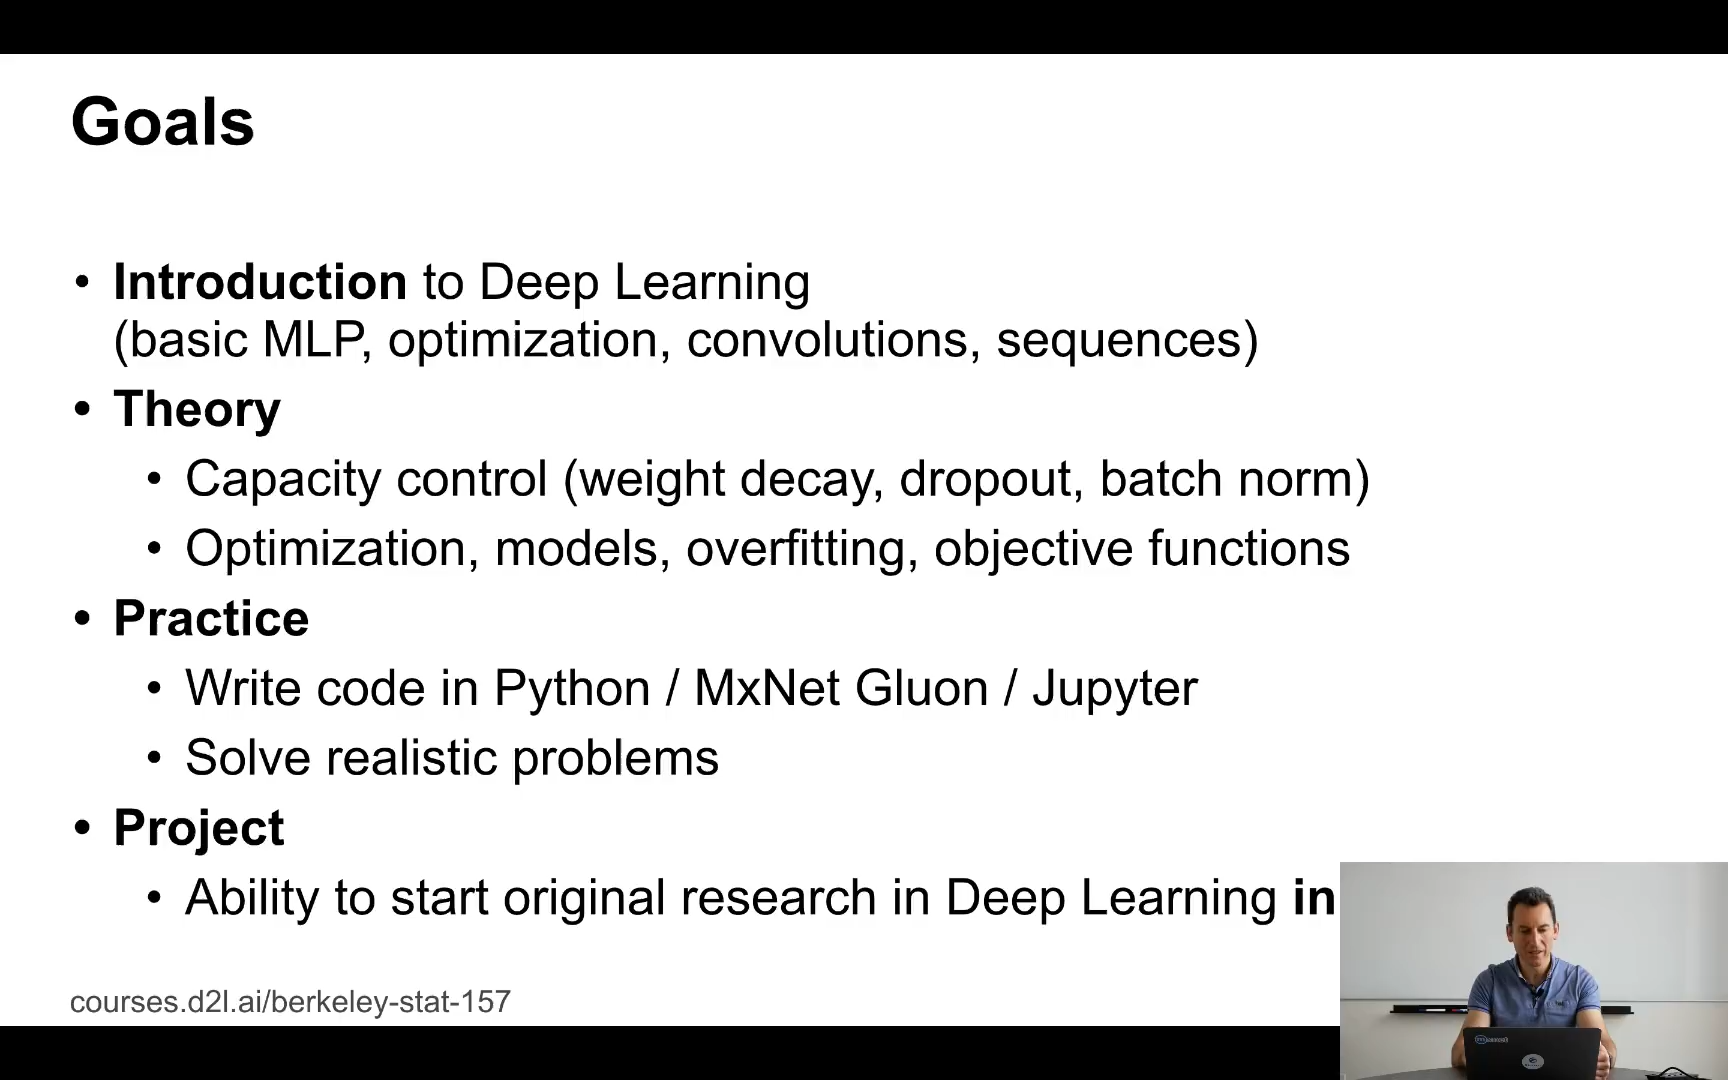 Goals
• Introduction to Deep Learning
(basic MLP, optimization, convolutions, sequences)
• Theory
• Capacity control (weight decay, dropout, batch norm)
• Optimization, models, overfitting, objective functions
• Practice
• Write code in Python / MxNet Gluon / Jupyter
• Solve realistic problems
• Project
• Ability to start original research in Deep Learning in
courses.d2l.ai/berkeley-stat-157